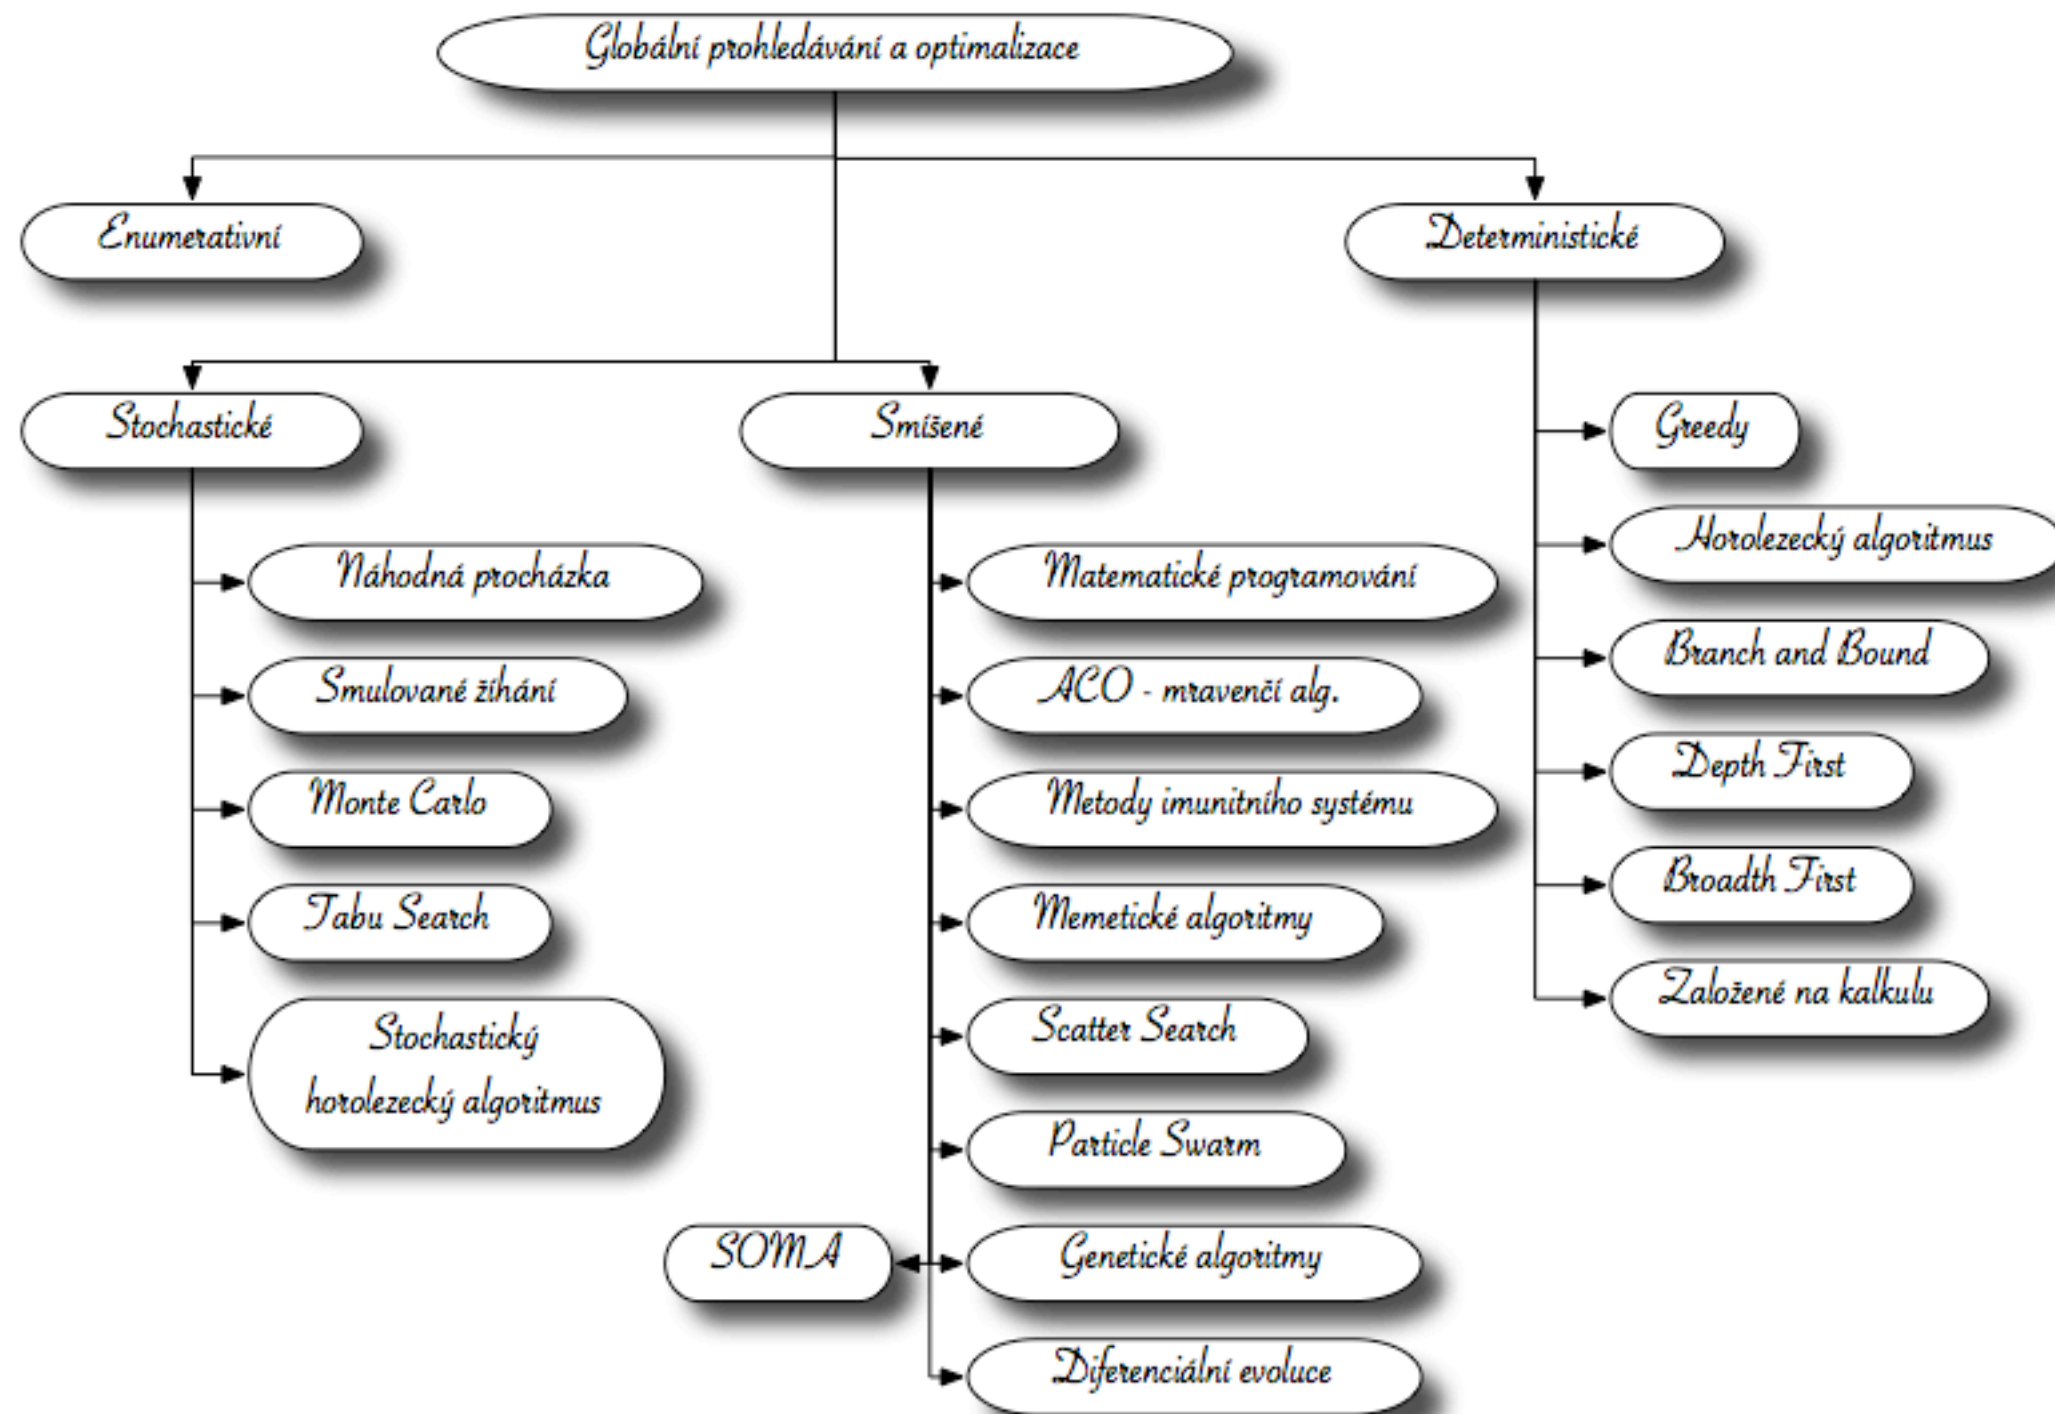 Globální prohledávání a optimalizace
Enumerativní
Deterministické
Stochastické
Smíšené
Greedy
Horolezecký algoritmus
Branch and Bound
Depth First
Broadth First
Založené na kalkulu
Náhodná procházka
Smulované žíhání
Monte Carlo
Tabu Search
Stochastický
horolezecký algoritmus
Matematické programování
ACO - mravenčí alg.
Metody imunitního systému
Memetické algoritmy
Scatter Search
Particle Swarm
SOMA
Genetické algoritmy
Diferenciální evoluce